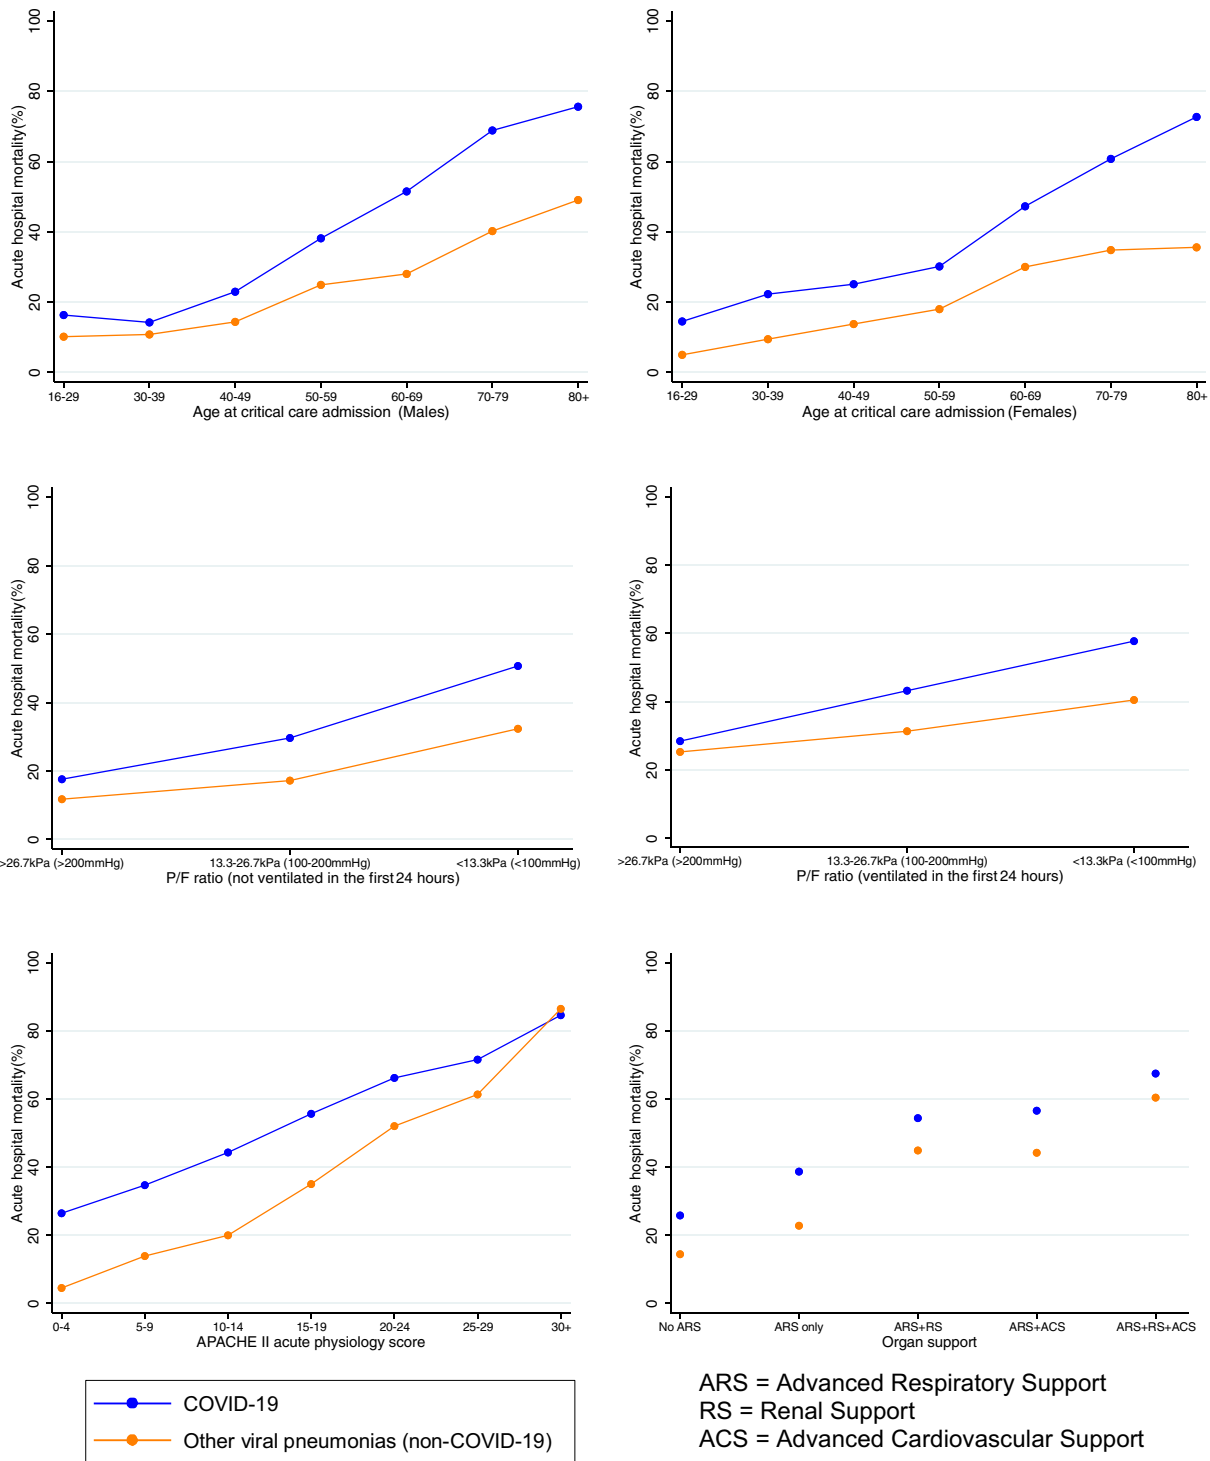 100
80
60
40
20
0
Acute hospital mortality(%)
16-29 30-39 40-49 50-59 60-69 70-79 80+
Age at critical care admission (Males)
100
80
60
40
20
0
Acute hospital mortality(%)
16-29 30-39 40-49 50-59 60-69 70-79 80+
Age at critical care admission (Females)
100
80
60
40
20
0
Acute hospital mortality(%)
>26.7kPa (>200mmHg) 13.3-26.7kPa (100-200mmHg) <13.3kPa (<100mmHg)
P/F ratio (not ventilated in the first 24 hours)
100
80
60
40
20
0
Acute hospital mortality(%)
>26.7kPa (>200mmHg) 13.3-26.7kPa (100-200mmHg) <13.3kPa (<100mmHg)
P/F ratio (ventilated in the first 24 hours)
100
80
60
40
20
0
Acute hospital mortality(%)
0-4 5-9 10-14 15-19 20-24 25-29 30+
APACHE II acute physiology score
100
80
60
40
20
0
Acute hospital mortality(%)
No ARS ARS only ARS+RS ARS+ACS ARS+RS+ACS
Organ support
COVID-19
Other viral pneumonias (non-COVID-19)
ARS = Advanced Respiratory Support
RS = Renal Support
ACS = Advanced Cardiovascular Support